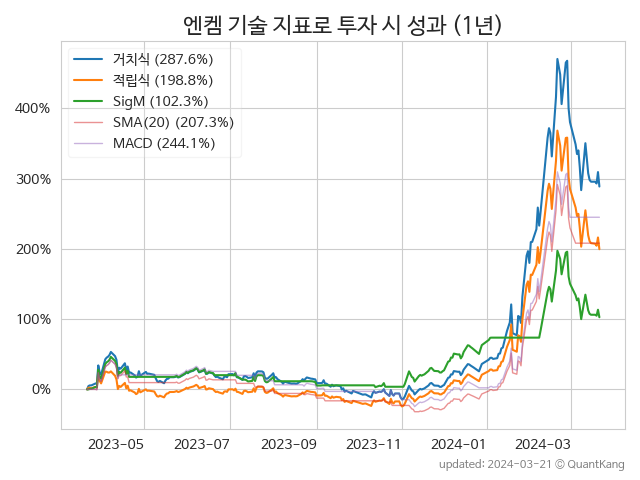 엔켐 기술 지표로 투자 시 성과 (1년)
거치식 (287.6%)
적립식 (198.8%)
SigM (102.3%)
SMA(20) (207.3%)
MACD (244.1%)
400%
300%
200%
100%
0%
2023-05 2023-07 2023-09 2023-11 2024-01 2024-03
updated: 2024-03-21 © QuantKang